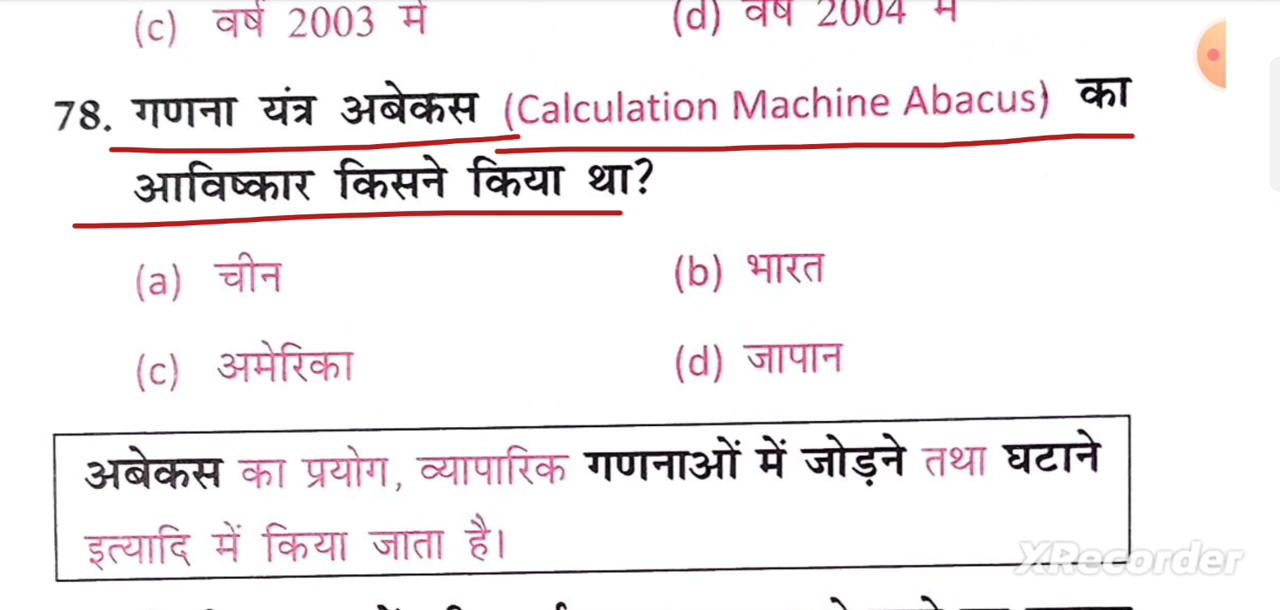 (c) वर्ष 2003 में (d) वर्ष 2004 में
78. गणना यंत्र अबेकस (Calculation Machine Abacus) का
आविष्कार किसने किया था?
(a) चीन (b) भारत
(c) अमेरिका (d) जापान
अबेकस का प्रयोग, व्यापारिक गणनाओं में जोड़ने तथा घटाने
इत्यादि में किया जाता है।
XRecorder